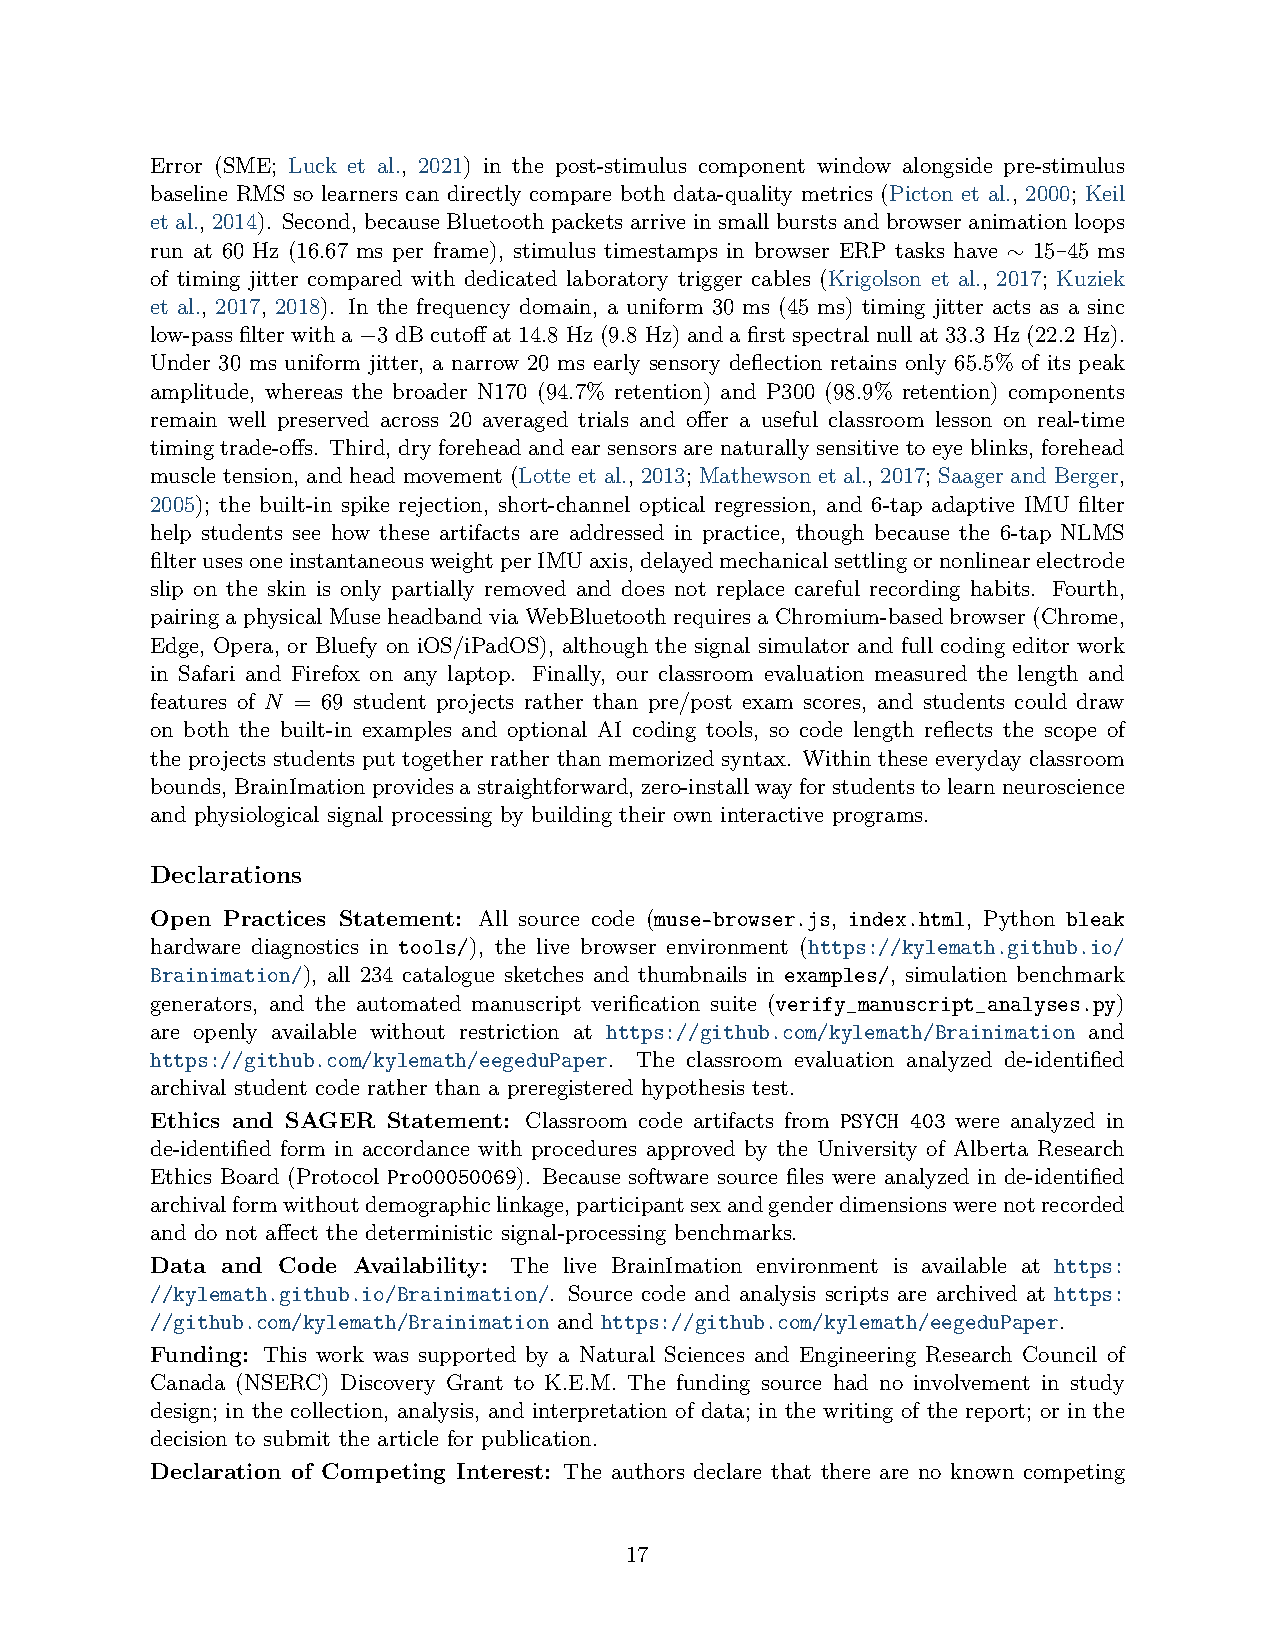 Error (SME; Luck et al., 2021) in the post-stimulus component window alongside pre-stimulus
baseline RMS so learners can directly compare both data-quality metrics (Picton et al., 2000; Keil
et al., 2014). Second, because Bluetooth packets arrive in small bursts and browser animation loops
run at 60 Hz (16.67 ms per frame), stimulus timestamps in browser ERP tasks have ∼ 15–45 ms
of timing jitter compared with dedicated laboratory trigger cables (Krigolson et al., 2017; Kuziek
et al., 2017, 2018). In the frequency domain, a uniform 30 ms (45 ms) timing jitter acts as a sinc
low-pass filter with a −3 dB cutoff at 14.8 Hz (9.8 Hz) and a first spectral null at 33.3 Hz (22.2 Hz).
Under 30 ms uniform jitter, a narrow 20 ms early sensory deflection retains only 65.5% of its peak
amplitude, whereas the broader N170 (94.7% retention) and P300 (98.9% retention) components
remain well preserved across 20 averaged trials and offer a useful classroom lesson on real-time
timing trade-offs. Third, dry forehead and ear sensors are naturally sensitive to eye blinks, forehead
muscle tension, and head movement (Lotte et al., 2013; Mathewson et al., 2017; Saager and Berger,
2005); the built-in spike rejection, short-channel optical regression, and 6-tap adaptive IMU filter
help students see how these artifacts are addressed in practice, though because the 6-tap NLMS
filter uses one instantaneous weight per IMU axis, delayed mechanical settling or nonlinear electrode
slip on the skin is only partially removed and does not replace careful recording habits. Fourth,
pairing a physical Muse headband via WebBluetooth requires a Chromium-based browser (Chrome,
Edge, Opera, or Bluefy on iOS/iPadOS), although the signal simulator and full coding editor work
in Safari and Firefox on any laptop. Finally, our classroom evaluation measured the length and
features of N = 69 student projects rather than pre/post exam scores, and students could draw
on both the built-in examples and optional AI coding tools, so code length reflects the scope of
the projects students put together rather than memorized syntax. Within these everyday classroom
bounds, BrainImation provides a straightforward, zero-install way for students to learn neuroscience
and physiological signal processing by building their own interactive programs.
Declarations
Open Practices Statement: All source code (muse-browser.js, index.html, Python bleak
hardware diagnostics in tools/), the live browser environment (https://kylemath.github.io/
Brainimation/), all 234 catalogue sketches and thumbnails in examples/, simulation benchmark
generators, and the automated manuscript verification suite (verify_manuscript_analyses.py)
are openly available without restriction at https://github.com/kylemath/Brainimation and
https://github.com/kylemath/eegeduPaper. The classroom evaluation analyzed de-identified
archival student code rather than a preregistered hypothesis test.
Ethics and SAGER Statement: Classroom code artifacts from PSYCH 403 were analyzed in
de-identified form in accordance with procedures approved by the University of Alberta Research
Ethics Board (Protocol Pro00050069). Because software source files were analyzed in de-identified
archival form without demographic linkage, participant sex and gender dimensions were not recorded
and do not affect the deterministic signal-processing benchmarks.
Data and Code Availability: The live BrainImation environment is available at https:
//kylemath.github.io/Brainimation/. Source code and analysis scripts are archived at https:
//github.com/kylemath/Brainimation and https://github.com/kylemath/eegeduPaper.
Funding: This work was supported by a Natural Sciences and Engineering Research Council of
Canada (NSERC) Discovery Grant to K.E.M. The funding source had no involvement in study
design; in the collection, analysis, and interpretation of data; in the writing of the report; or in the
decision to submit the article for publication.
Declaration of Competing Interest: The authors declare that there are no known competing
17